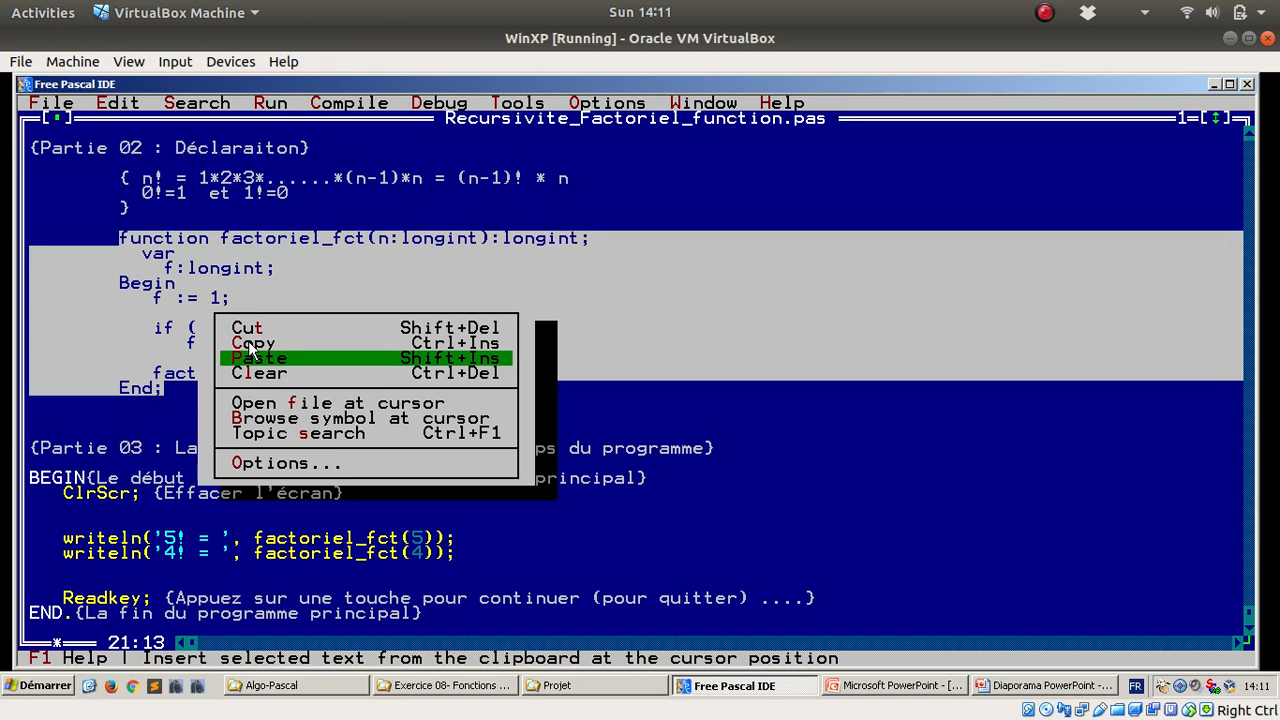 Activities VirtualBox Machine Sun 14:11
WinXP [Running] - Oracle VM VirtualBox
File Machine View Input Devices Help
Free Pascal IDE
File Edit Search Run Compile Debug Tools Options Window Help
Recursivite_Factoriel_function.pas 1=[↕]
{Partie 02 : Déclaraiton}
{ n! = 1*2*3*......*(n-1)*n = (n-1)! * n
0!=1 et 1!=0
}
function factoriel_fct(n:longint):longint;
var
f:longint;
Begin
f := 1;
if (
f
fact
End;
Cut Shift+Del
Copy Ctrl+Ins
Paste Shift+Ins
Clear Ctrl+Del
Open file at cursor
Browse symbol at cursor
Topic search Ctrl+F1
Options...
{Partie 03 : La ps du programme}
BEGIN{Le début principal}
ClrScr; {Effacer l'écran}
writeln('5! = ', factoriel_fct(5));
writeln('4! = ', factoriel_fct(4));
Readkey; {Appuez sur une touche pour continuer (pour quitter) ....}
END.{La fin du programme principal}
* 21:13
F1 Help | Insert selected text from the clipboard at the cursor position
Démarrer Algo-Pascal Exercice 08- Fonctions ... Projet Free Pascal IDE Microsoft PowerPoint - [... Diaporama PowerPoint -... FR 14:11
Right Ctrl